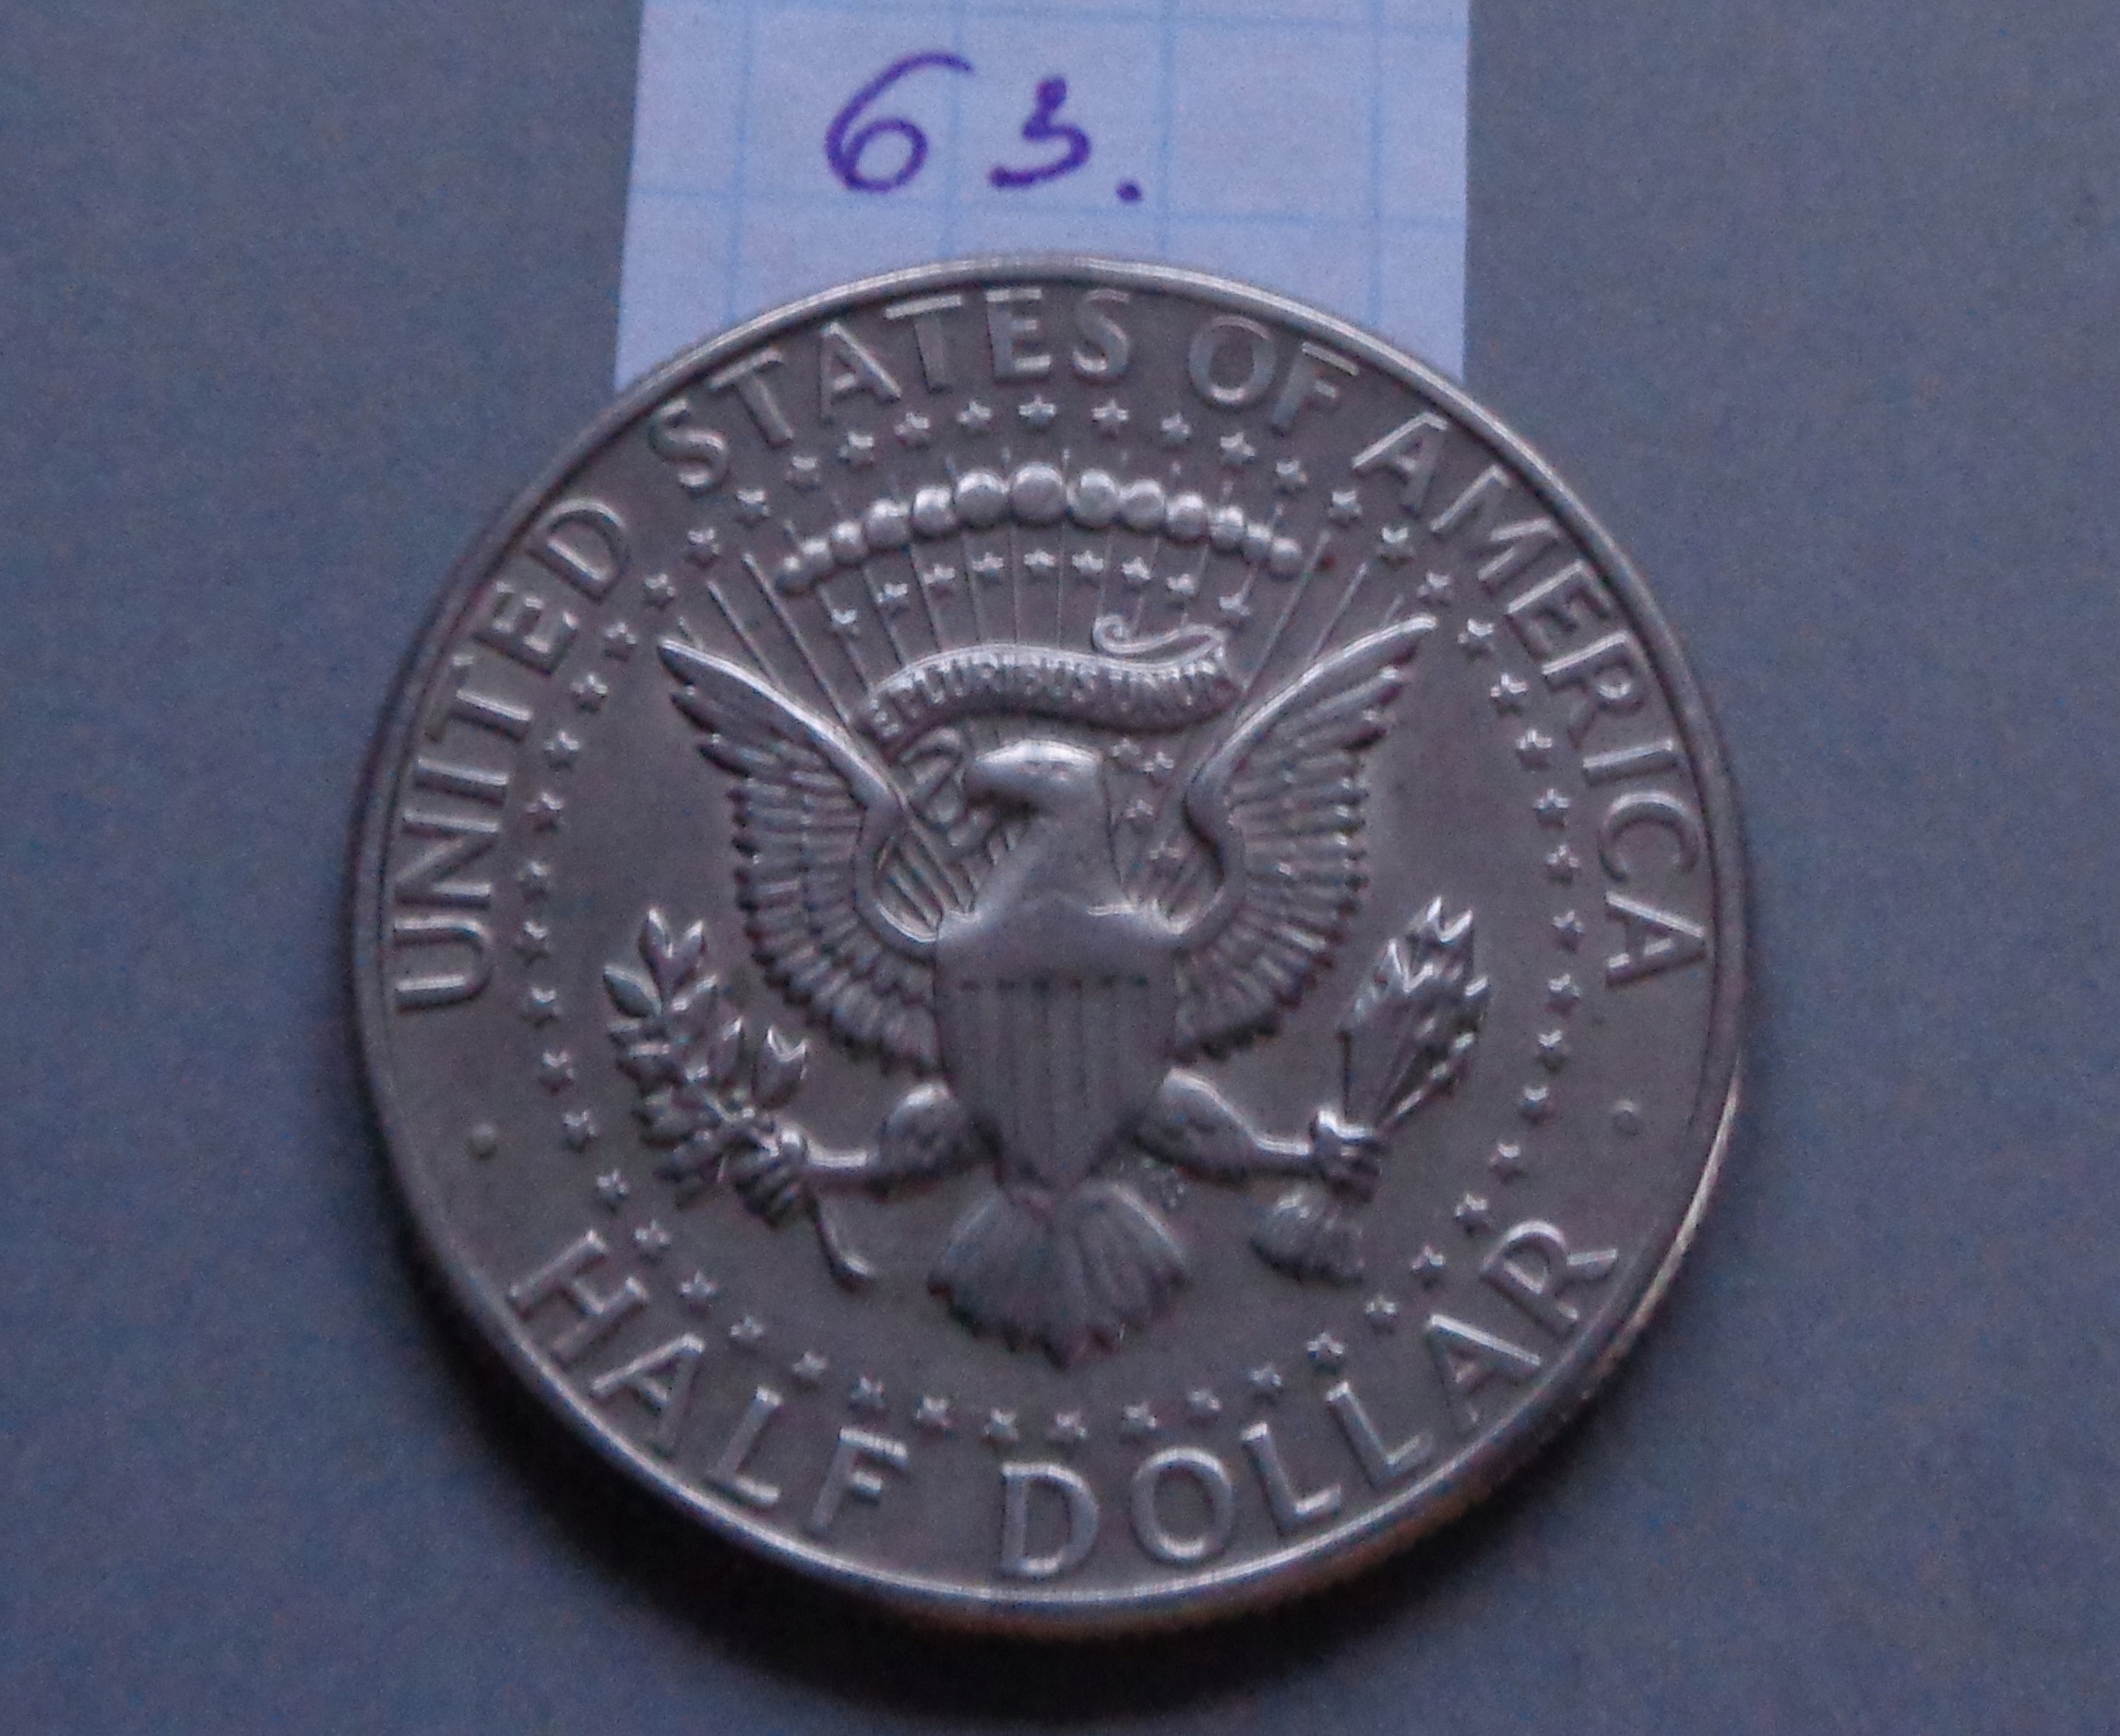 63.
UNITED STATES OF AMERICA
E PLURIBUS UNUM
HALF DOLLAR